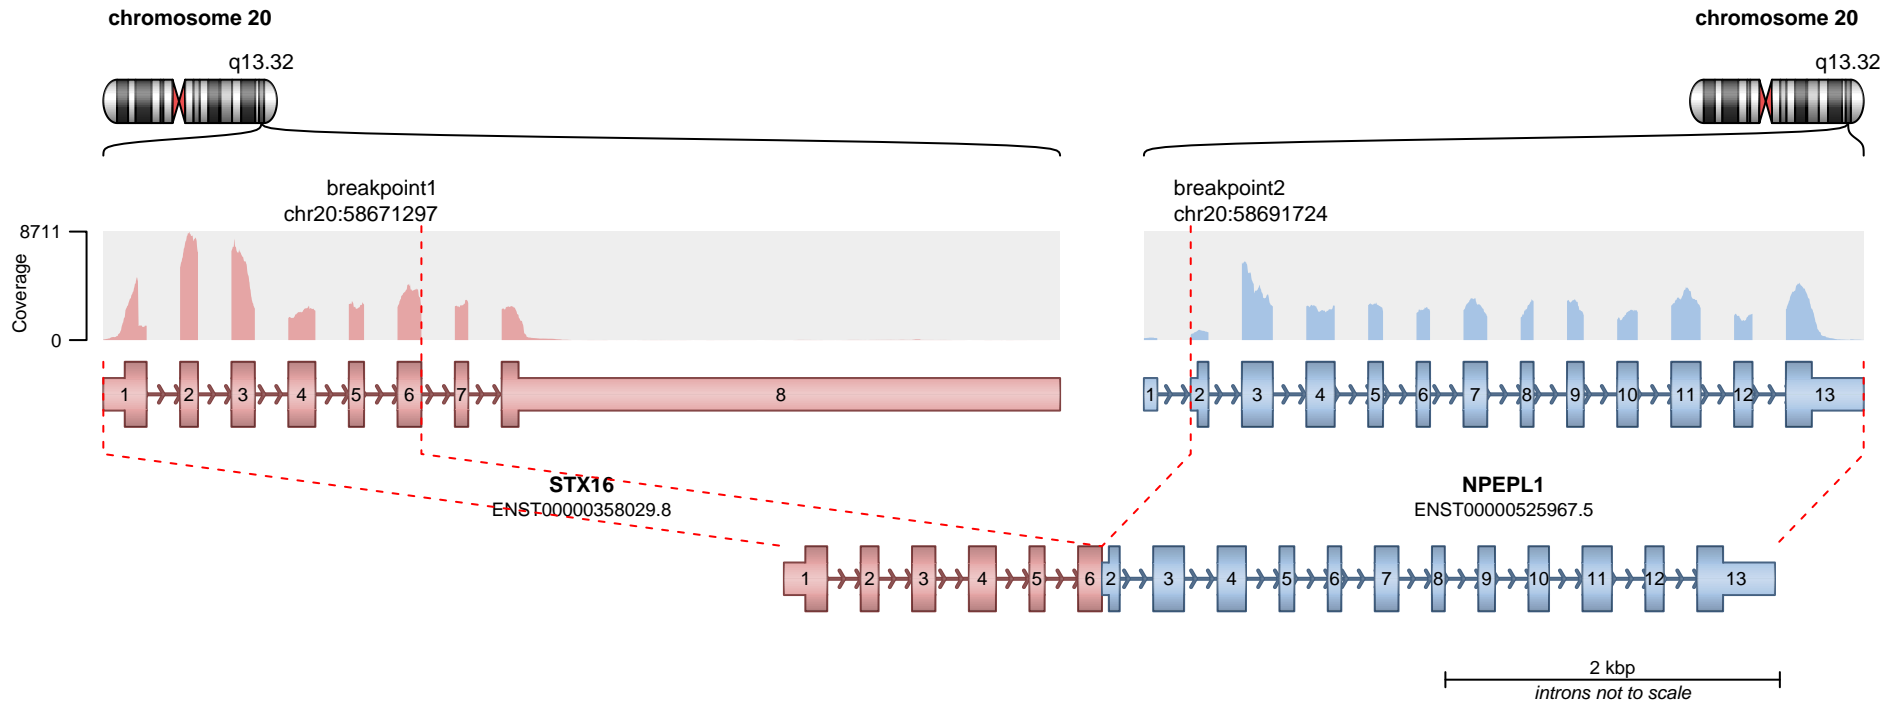 chromosome 20
chromosome 20
q13.32
q13.32
breakpoint1
chr20:58671297
breakpoint2
chr20:58691724
8711
Coverage
0
1 2 3 4 5 6 7 8
1 2 3 4 5 6 7 8 9 10 11 12 13
STX16
ENST00000358029.8
NPEPL1
ENST00000525967.5
1 2 3 4 5 6 2 3 4 5 6 7 8 9 10 11 12 13
2 kbp
introns not to scale